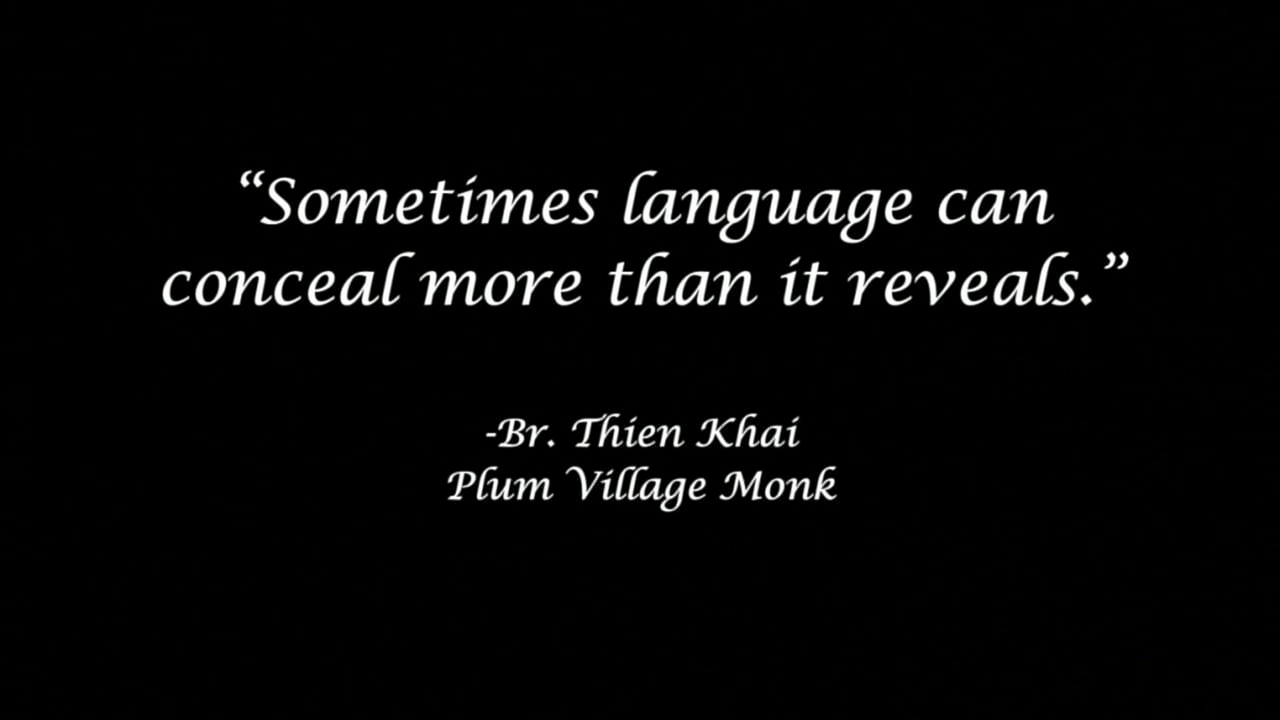 “Sometimes language can
conceal more than it reveals.”
-Br. Thien Khai
Plum Village Monk